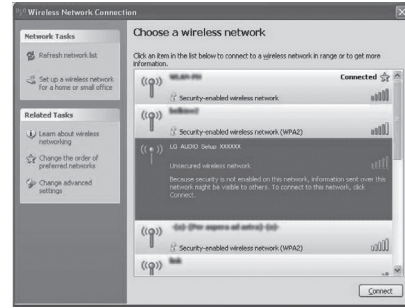 Wireless Network Connection
Network Tasks
Refresh network list
Set up a wireless network
for a home or small office
Related Tasks
Learn about wireless
networking
Change the order of
preferred networks
Change advanced
settings
Choose a wireless network
Click an item in the list below to connect to a wireless network in range or to get more
information.
Connected
Security-enabled wireless network
Security-enabled wireless network (WPA2)
LG AUDIO Setup XXXXXX
Unsecured wireless network
Because security is not enabled on this network, information sent over this
network might be visible to others. To connect to this network, click
Connect.
Security-enabled wireless network (WPA2)
Connect